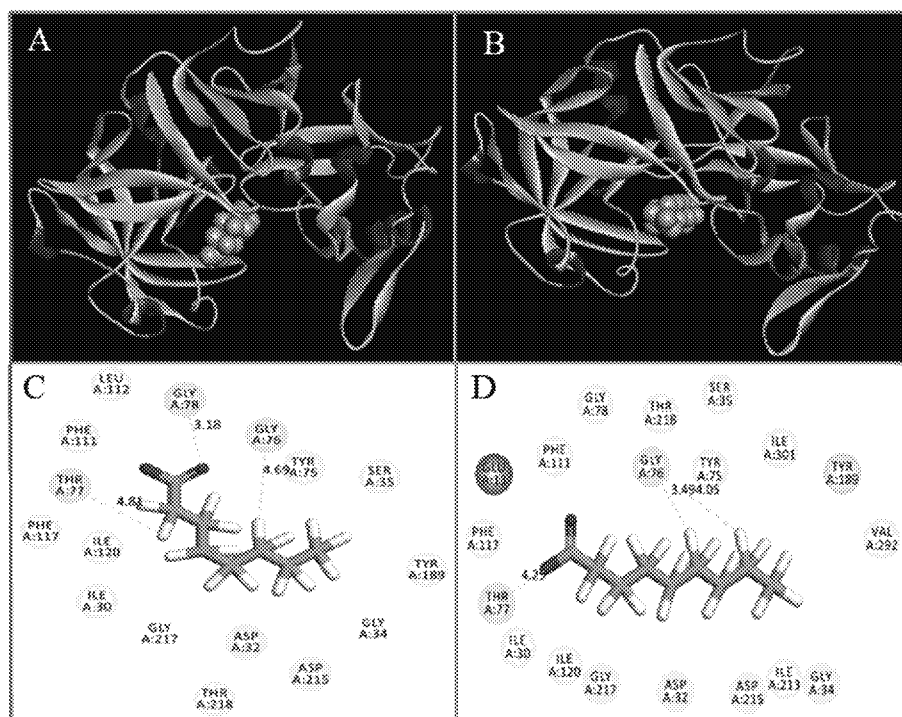 A
B
C
LEU
A:112
GLY
A:78
3.18
PHE
A:111
GLY
A:76
4.69
TYR
A:75
THR
A:77
4.81
SER
A:35
PHE
A:117
ILE
A:120
TYR
A:189
ILE
A:30
GLY
A:217
ASP
A:32
GLY
A:34
ASP
A:215
THR
A:218
D
SER
A:35
GLY
A:78
THR
A:218
PHE
A:111
GLY
A:76
TYR
A:75
ILE
A:301
TYR
A:189
3.494.05
PHE
A:117
VAL
A:292
THR
A:77
ILE
A:30
ILE
A:120
GLY
A:217
ASP
A:32
ASP
A:215
ILE
A:213
GLY
A:34